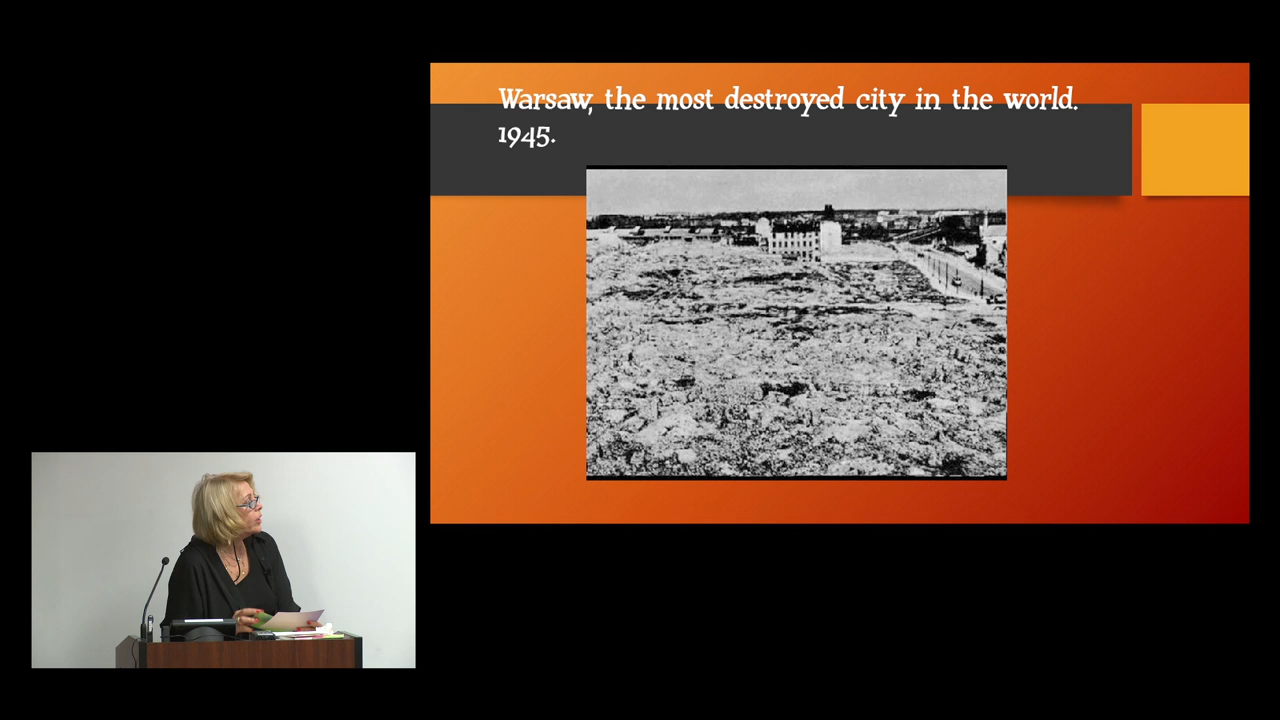 Warsaw, the most destroyed city in the world.
1945.